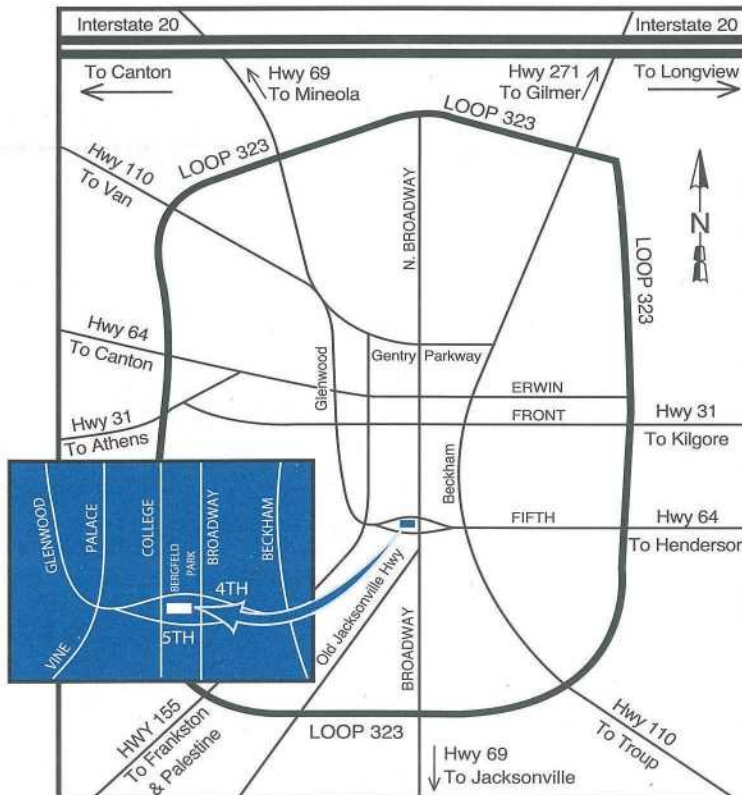 Interstate 20
Interstate 20
To Canton
Hwy 69
To Mineola
Hwy 271
To Gilmer
To Longview
LOOP 323
LOOP 323
Hwy 110
To Van
N. BROADWAY
N
LOOP 323
Hwy 64
To Canton
Glenwood
Gentry Parkway
ERWIN
FRONT
Hwy 31
To Athens
Hwy 31
To Kilgore
Beckham
FIFTH
Hwy 64
To Henderson
GLENWOOD
PALACE
COLLEGE
BERGFELD
PARK
BROADWAY
BECKHAM
4TH
5TH
VINE
Old Jacksonville Hwy
BROADWAY
HWY 155
To Frankston
& Palestine
LOOP 323
Hwy 69
To Jacksonville
Hwy 110
To Troup